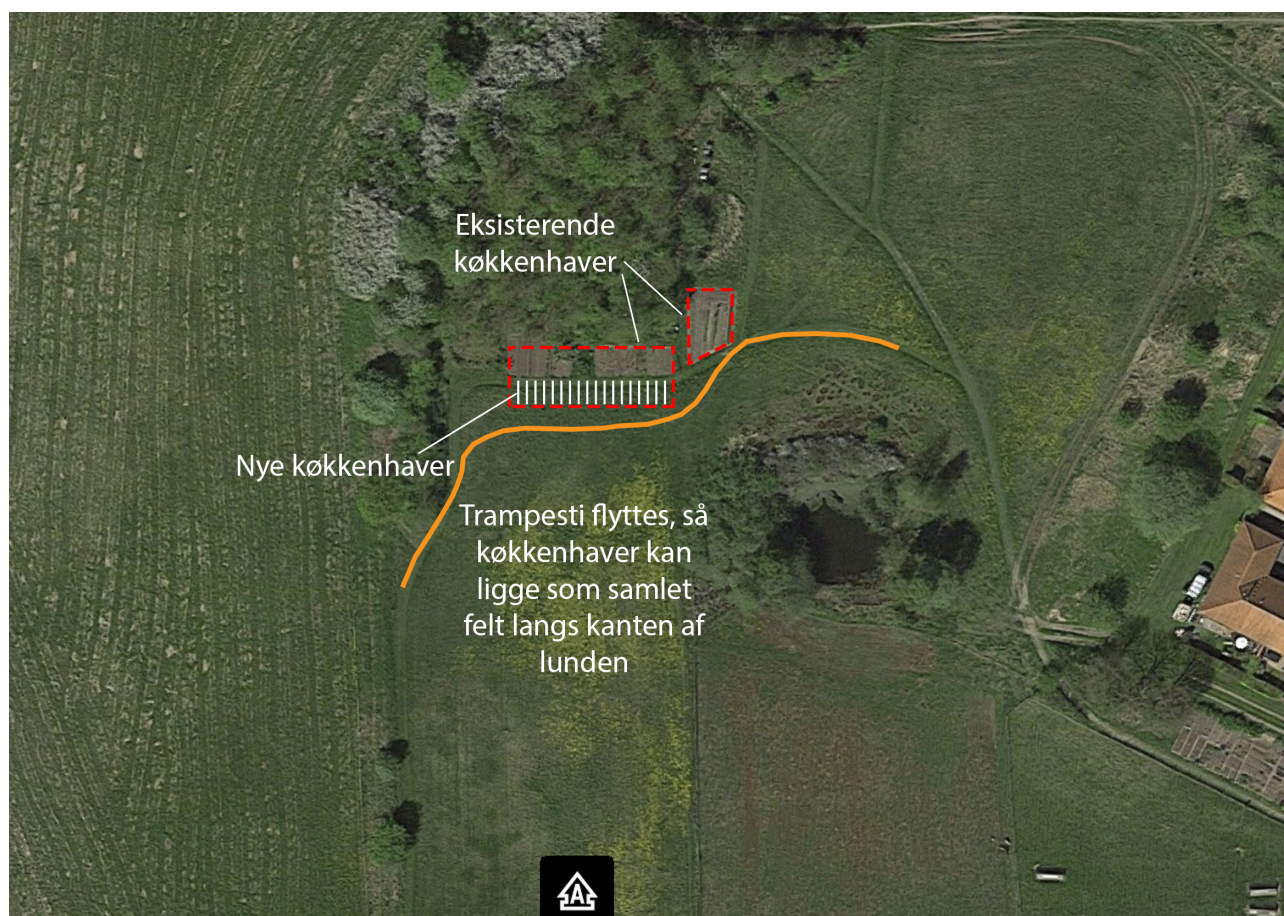 Eksisterende
køkkenhaver
Nye køkkenhaver
Trampesti flyttes, så
køkkenhaver kan
ligge som samlet
felt langs kanten af
lunden
A